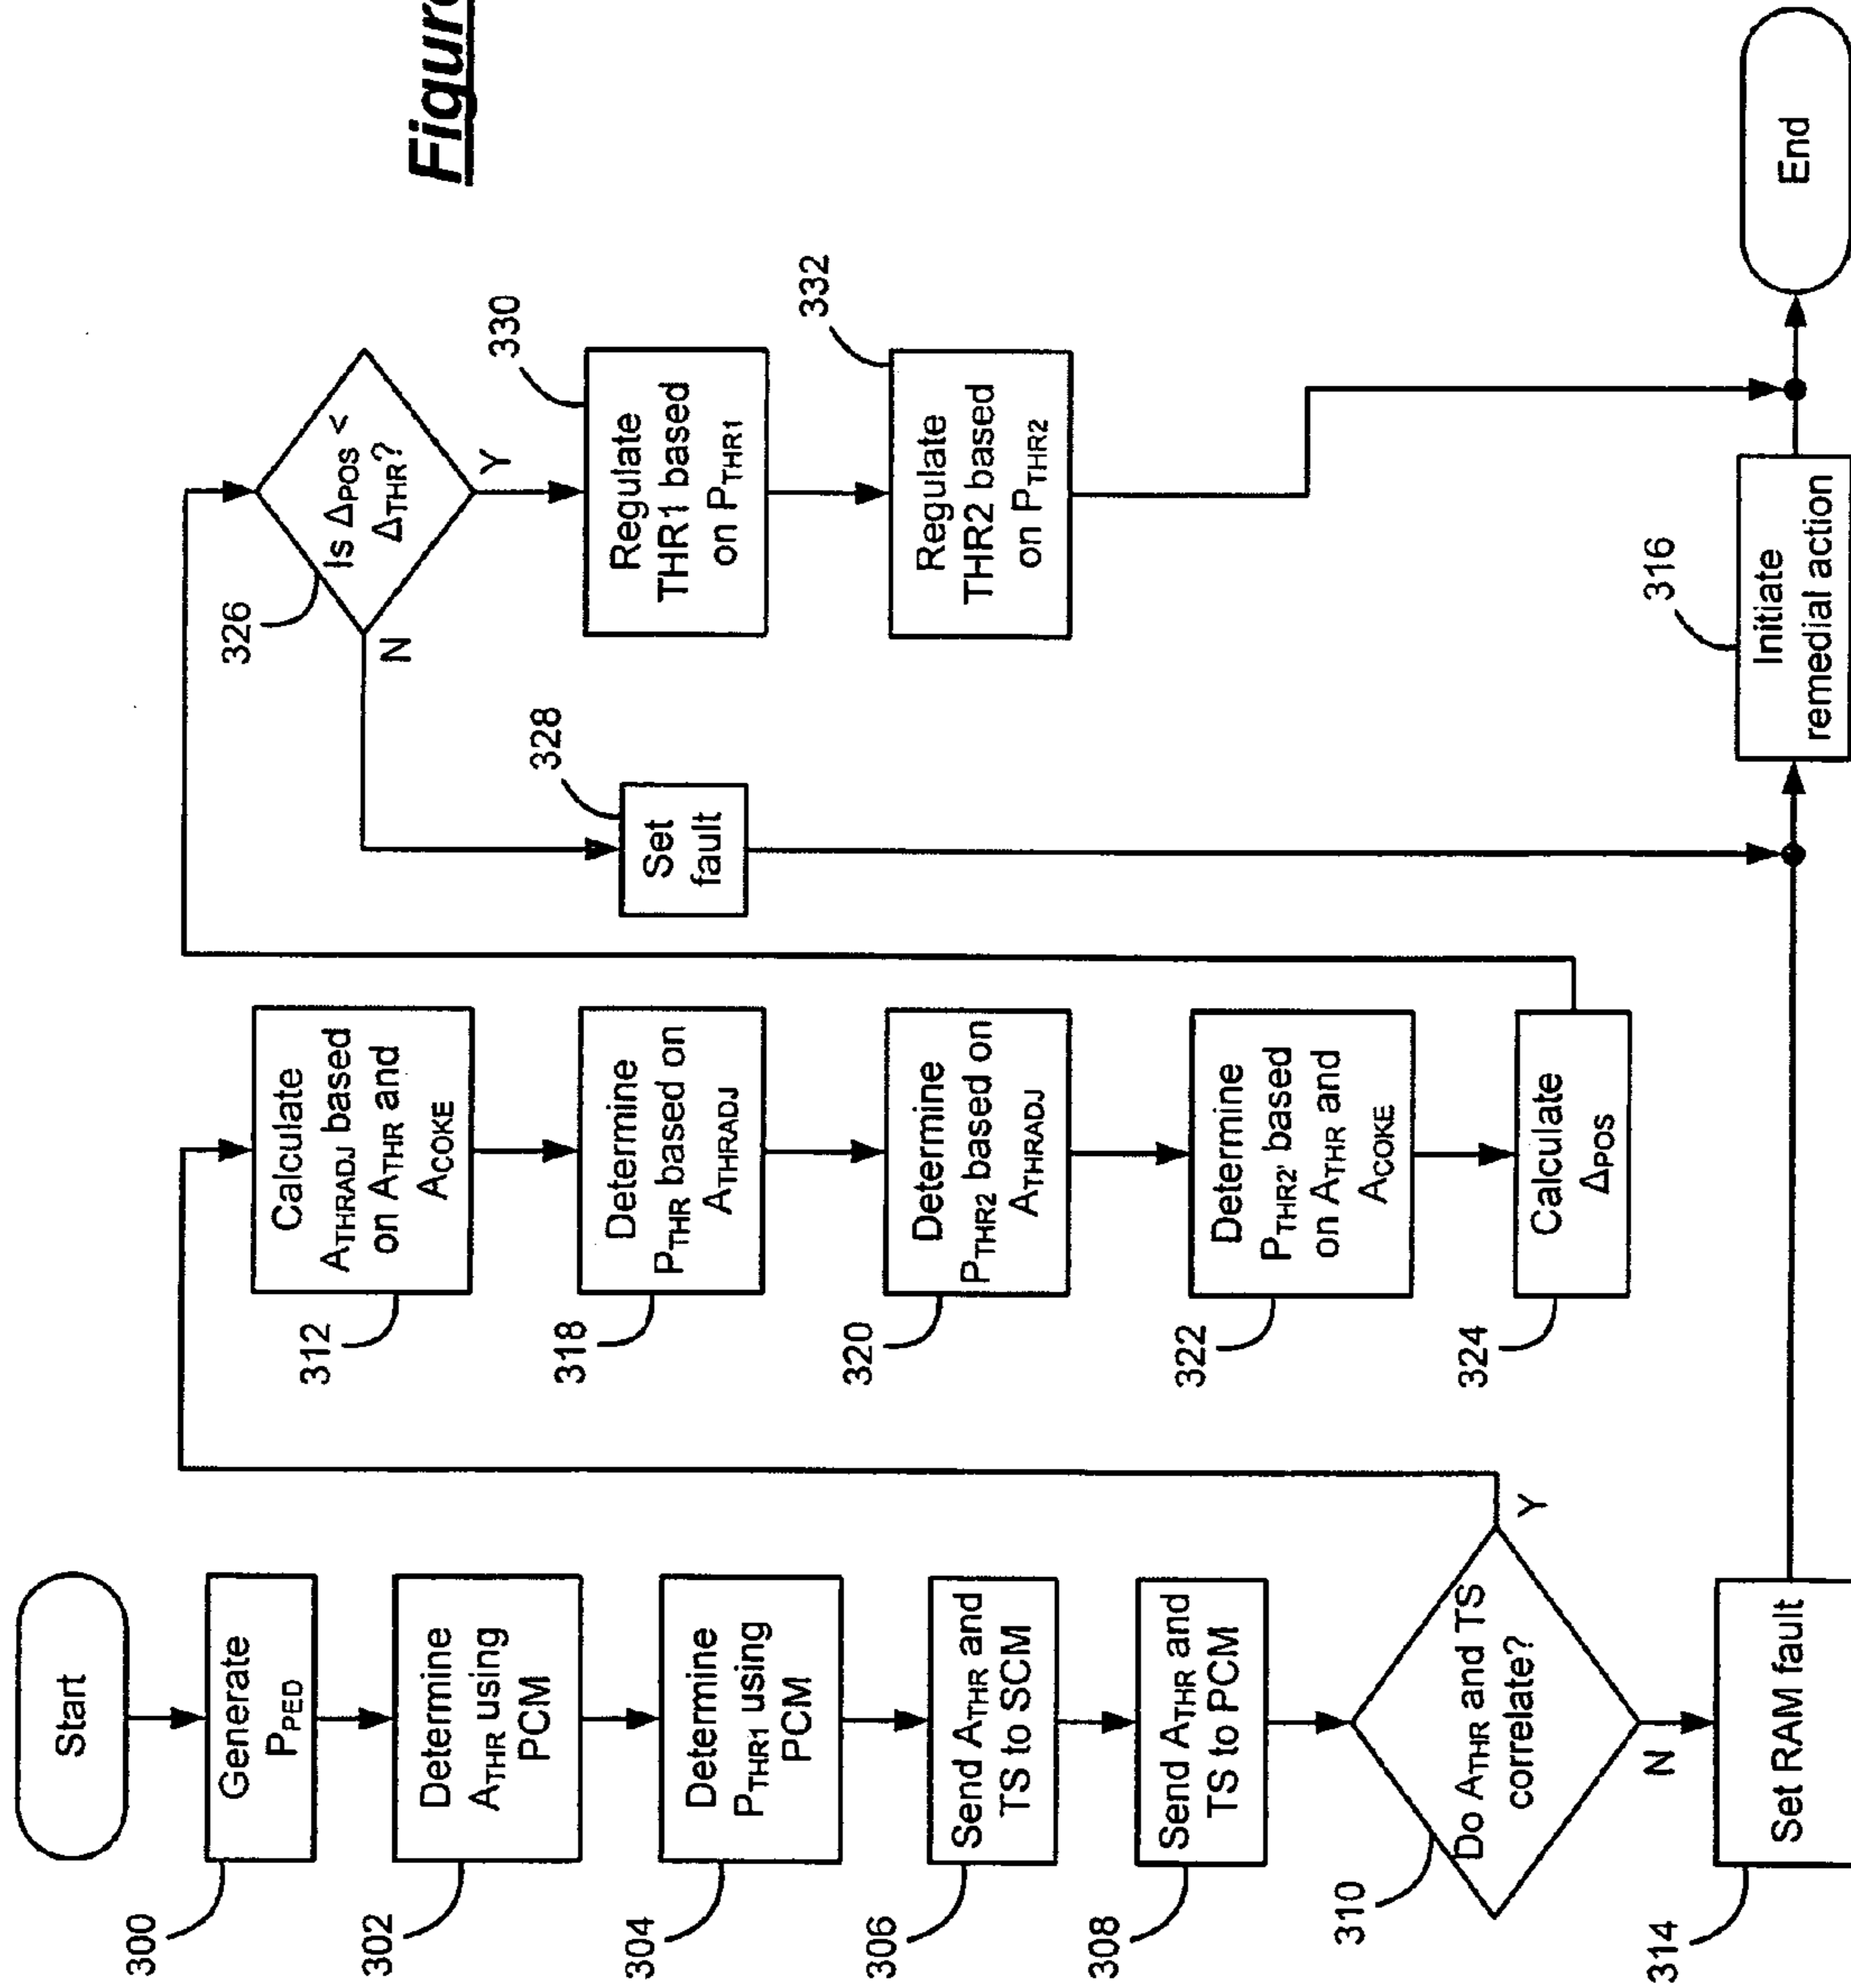 Figure
Start
300
Generate
PPED
302
Determine
ATHR using
PCM
304
Determine
PTHR1 using
PCM
306
Send ATHR and
TS to SCM
308
Send ATHR and
TS to PCM
310
Do ATHR and TS
correlate?
Y
N
314
Set RAM fault
312
Calculate
ATHRADJ based
on ATHR and
ACOKE
318
Determine
PTHR based on
ATHRADJ
320
Determine
PTHR2 based on
ATHRADJ
322
Determine
PTHR2' based
on ATHR and
ACOKE
324
Calculate
ΔPOS
326
Is ΔPOS <
ΔTHR?
N
Y
328
Set
fault
330
Regulate
THR1 based
on PTHR1
332
Regulate
THR2 based
on PTHR2
316
Initiate
remedial action
End